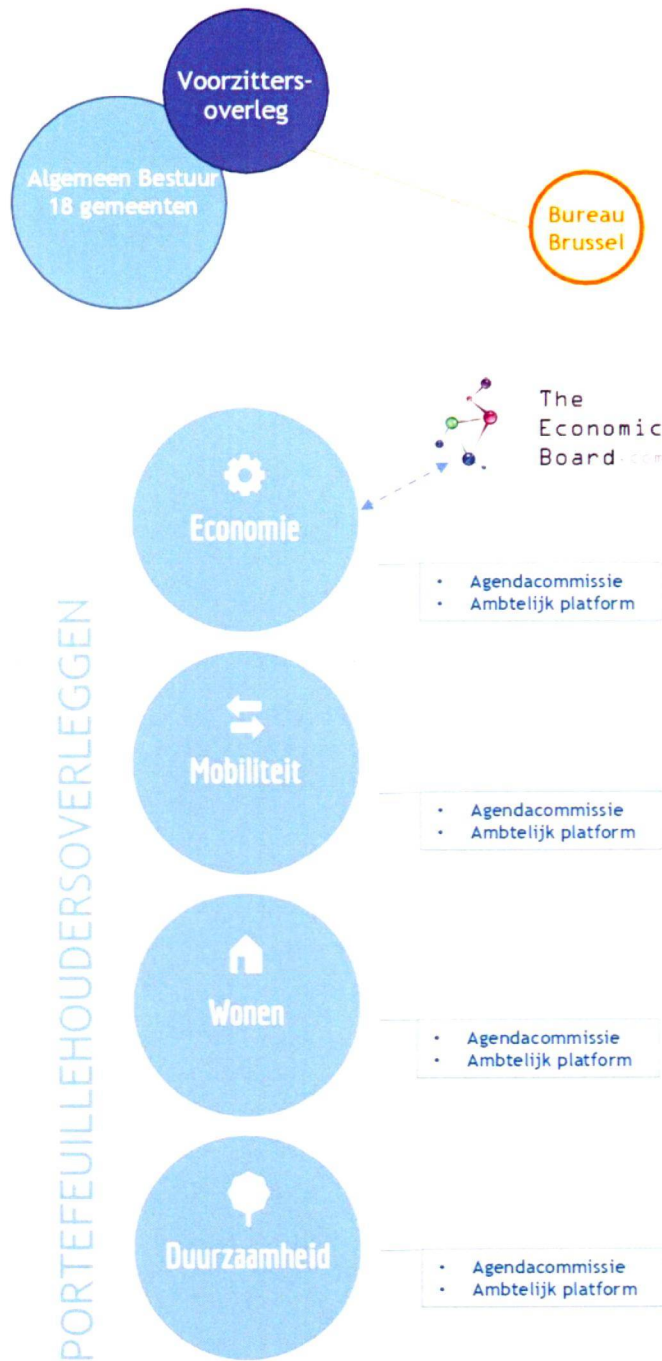 Voorzitters-
overleg
Algemeen Bestuur
18 gemeenten
Bureau
Brussel
The
Economic
Board.com
PORTEFEUILLEHOUDERSOVERLEGGEN
Economie
• Agendacommissie
• Ambtelijk platform
Mobiliteit
• Agendacommissie
• Ambtelijk platform
Wonen
• Agendacommissie
• Ambtelijk platform
Duurzaamheid
• Agendacommissie
• Ambtelijk platform